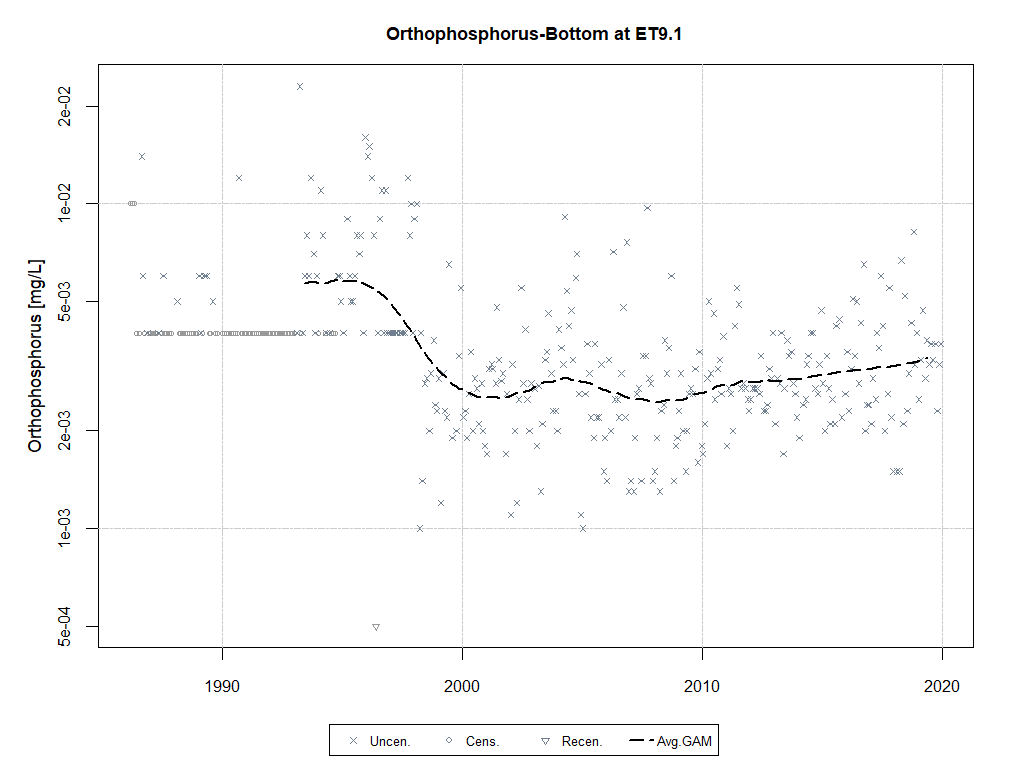 Orthophosphorus-Bottom at ET9.1
Orthophosphorus [mg/L]
2e-02
1e-02
5e-03
2e-03
1e-03
5e-04
1990 2000 2010 2020
Uncen. Cens. Recen. Avg.GAM